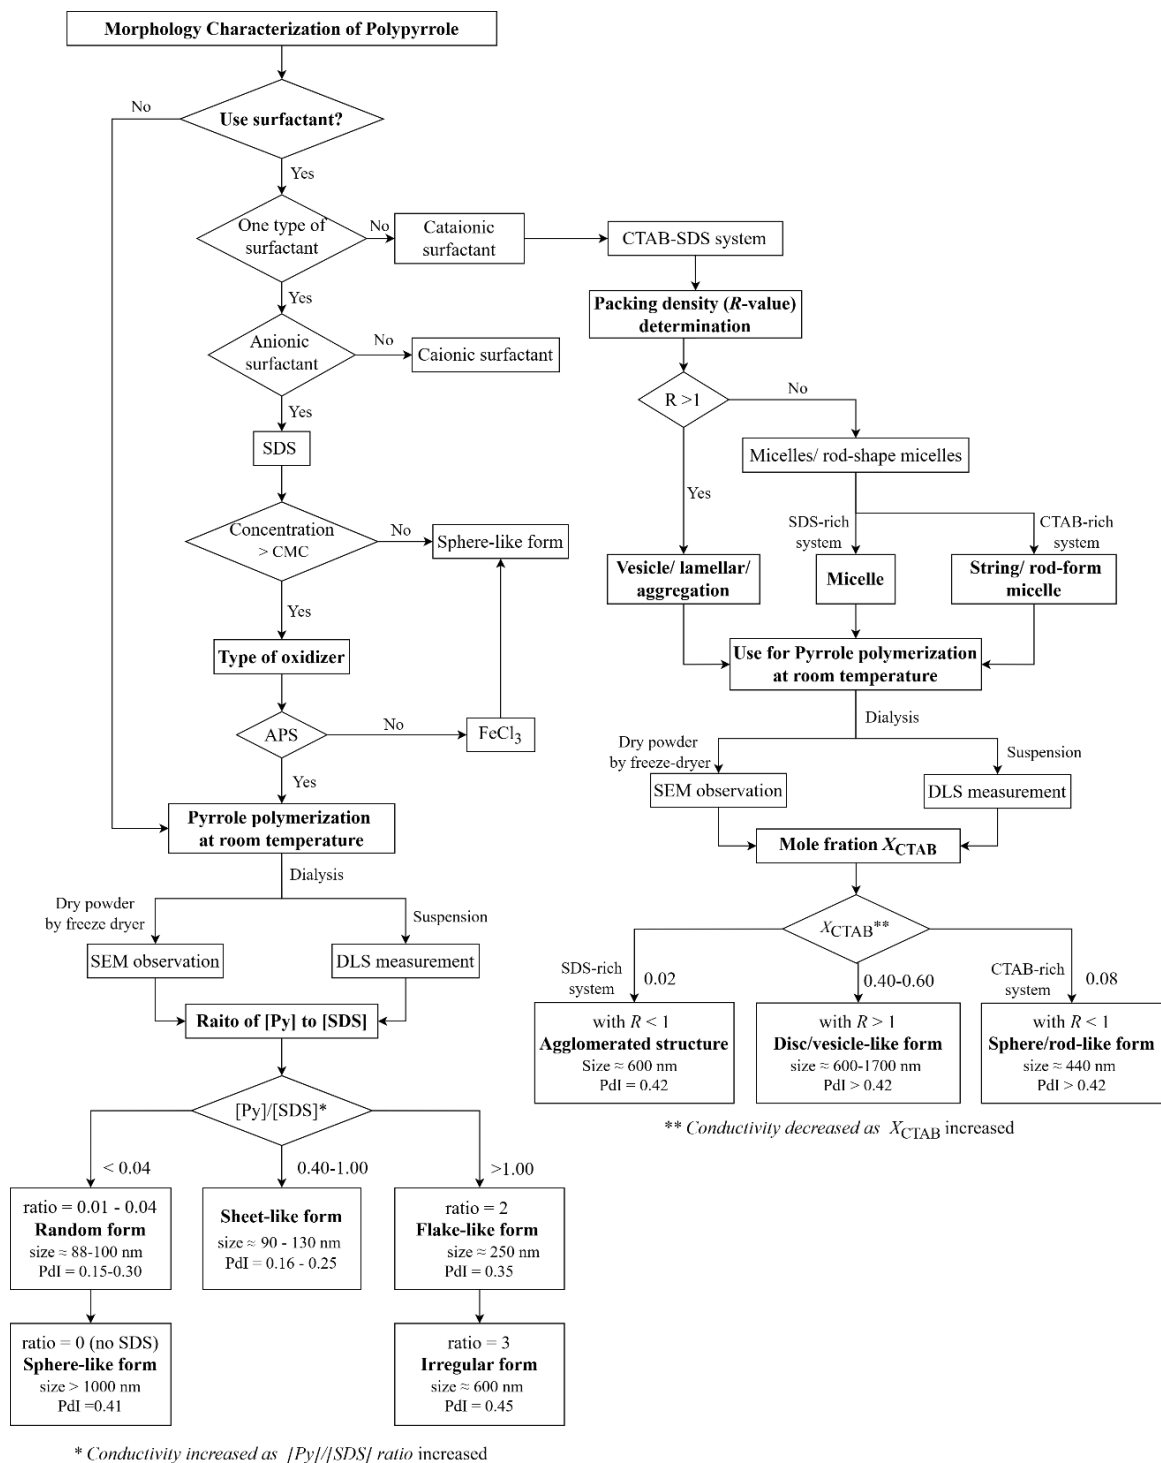 Morphology Characterization of Polypyrrole
No
Use surfactant?
Yes
One type of
surfactant
No
Cataionic
surfactant
CTAB-SDS system
Yes
Packing density (R-value)
determination
Anionic
surfactant
No
Caionic surfactant
R >1
No
Yes
SDS
Micelles/ rod-shape micelles
Yes
SDS-rich
system
CTAB-rich
system
Concentration
> CMC
No
Sphere-like form
Vesicle/ lamellar/
aggregation
Micelle
String/ rod-form
micelle
Yes
Type of oxidizer
Use for Pyrrole polymerization
at room temperature
APS
No
FeCl3
Dialysis
Yes
Dry powder
by freeze-dryer
Suspension
SEM observation
DLS measurement
Pyrrole polymerization
at room temperature
Mole fration XCTAB
Dialysis
Dry powder
by freeze dryer
Suspension
XCTAB**
SEM observation
DLS measurement
SDS-rich
system
0.02
0.40-0.60
CTAB-rich
system
0.08
Raito of [Py] to [SDS]
with R < 1
Agglomerated structure
Size ≈ 600 nm
PdI = 0.42
with R > 1
Disc/vesicle-like form
size ≈ 600-1700 nm
PdI > 0.42
with R < 1
Sphere/rod-like form
size ≈ 440 nm
PdI > 0.42
[Py]/[SDS]*
** Conductivity decreased as XCTAB increased
< 0.04
0.40-1.00
>1.00
ratio = 0.01 - 0.04
Random form
size ≈ 88-100 nm
PdI = 0.15-0.30
Sheet-like form
size ≈ 90 - 130 nm
PdI = 0.16 - 0.25
ratio = 2
Flake-like form
size ≈ 250 nm
PdI = 0.35
ratio = 0 (no SDS)
Sphere-like form
size > 1000 nm
PdI =0.41
ratio = 3
Irregular form
size ≈ 600 nm
PdI = 0.45
* Conductivity increased as [Py]/[SDS] ratio increased